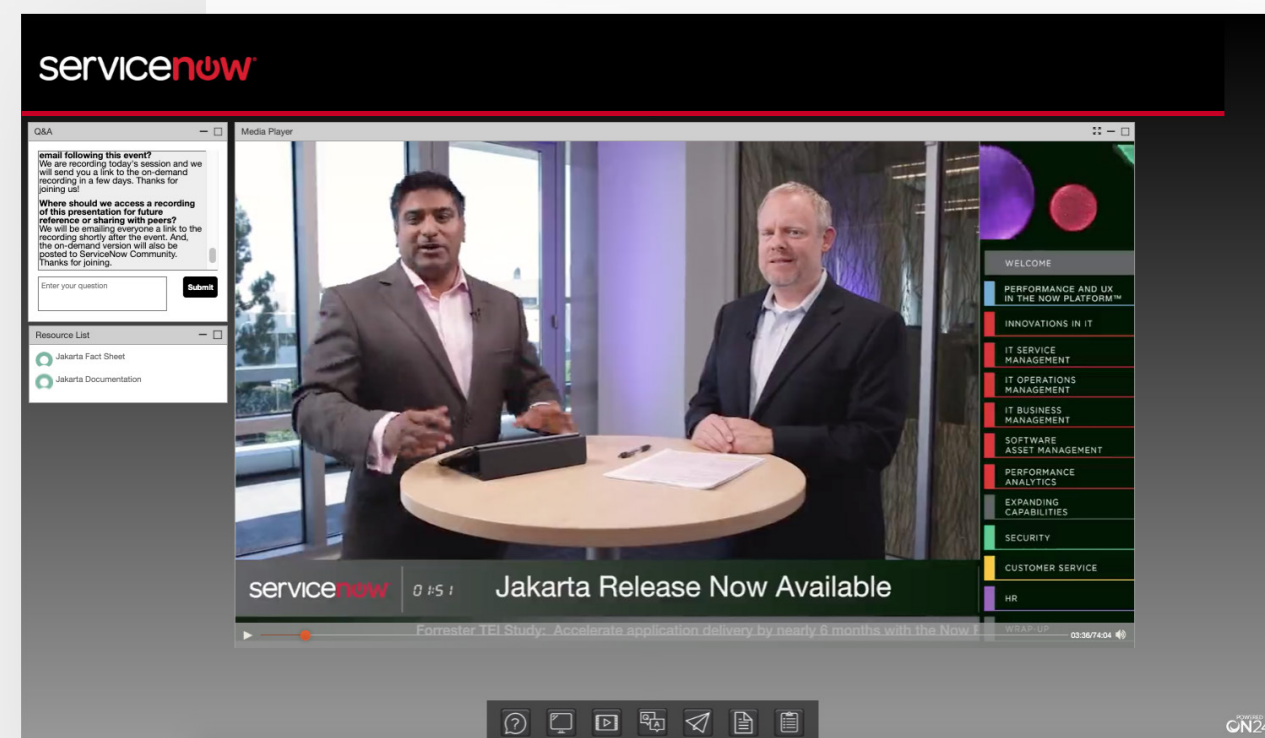 servicenow
Q&A
email following this event?
We are recording today's session and we
will send you a link to the on-demand
recording in a few days. Thanks for
joining us!
Where should we access a recording
of this presentation for future
reference or sharing with peers?
We will be emailing everyone a link to the
recording shortly after the event. And,
the on-demand version will also be
posted to ServiceNow Community.
Thanks for joining.
Enter your question
Submit
Resource List
Jakarta Fact Sheet
Jakarta Documentation
Media Player
WELCOME
PERFORMANCE AND UX
IN THE NOW PLATFORM™
INNOVATIONS IN IT
IT SERVICE
MANAGEMENT
IT OPERATIONS
MANAGEMENT
IT BUSINESS
MANAGEMENT
SOFTWARE
ASSET MANAGEMENT
PERFORMANCE
ANALYTICS
EXPANDING
CAPABILITIES
SECURITY
CUSTOMER SERVICE
HR
WRAP-UP
servicenow
01:51
Jakarta Release Now Available
Forrester TEI Study: Accelerate application delivery by nearly 6 months with the Now
03:36/74:04
Q A
POWERED
ON24